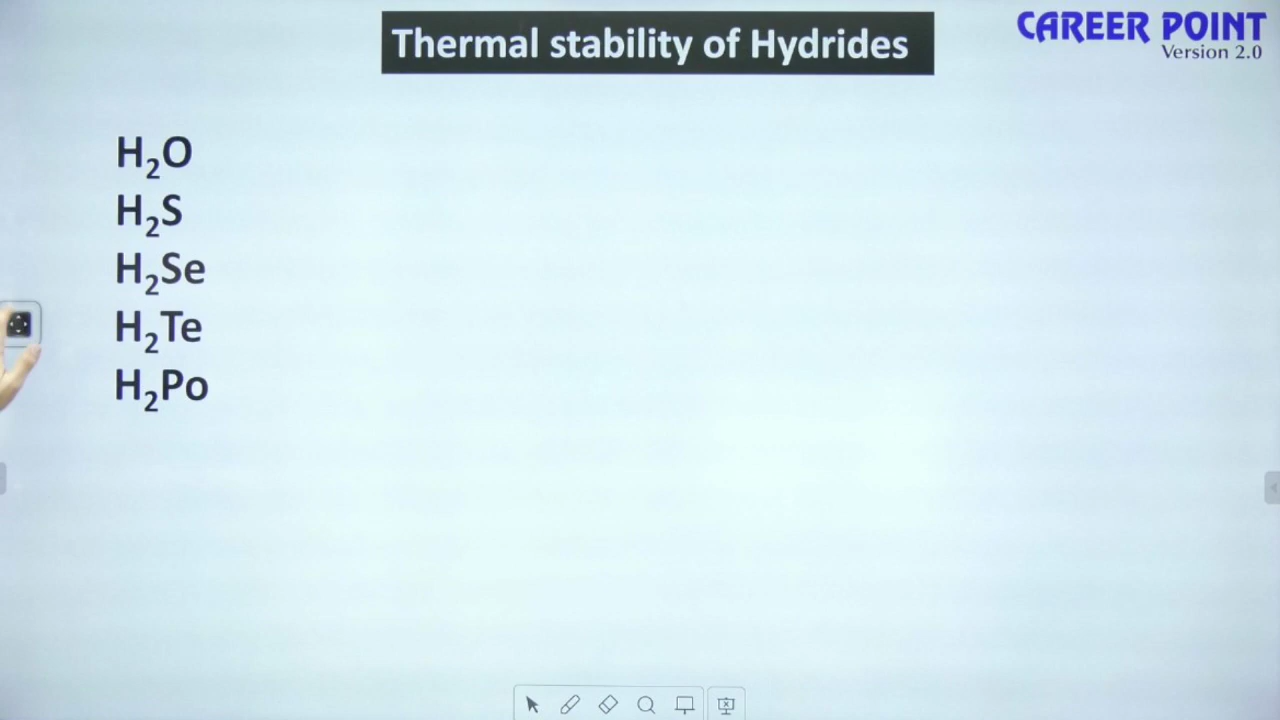 Thermal stability of Hydrides
CAREER POINT
Version 2.0
H₂O
H₂S
H₂Se
H₂Te
H₂Po